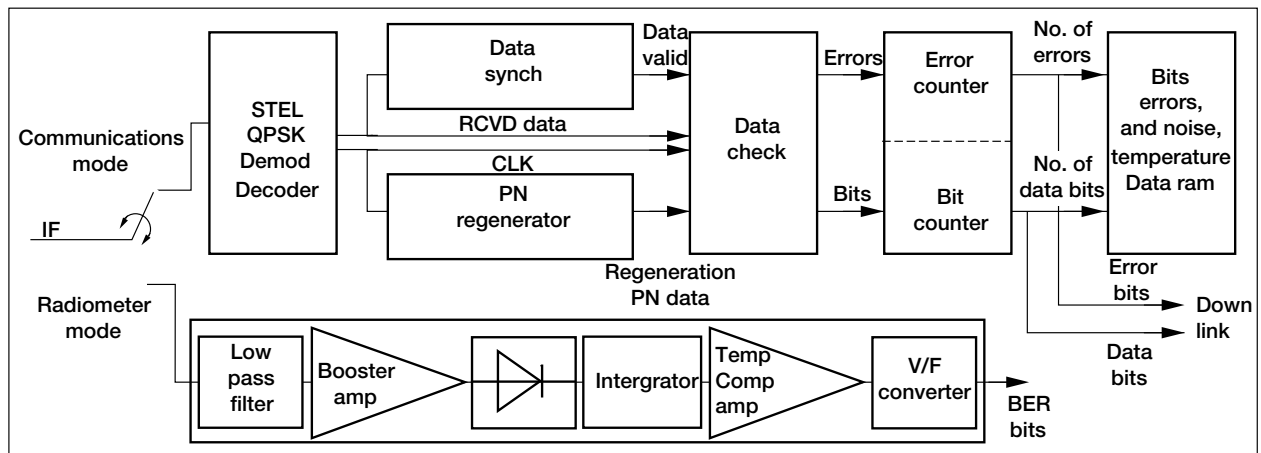 Communications
mode
IF
STEL
QPSK
Demod
Decoder
Data
synch
Data
valid
RCVD data
CLK
PN
regenerator
Regeneration
PN data
Data
check
Errors
Bits
Error
counter
Bit
counter
No. of
errors
No. of
data bits
Bits
errors,
and noise,
temperature
Data ram
Error
bits
Down
link
Data
bits
Radiometer
mode
Low
pass
filter
Booster
amp
Intergrator
Temp
Comp
amp
V/F
converter
BER
bits